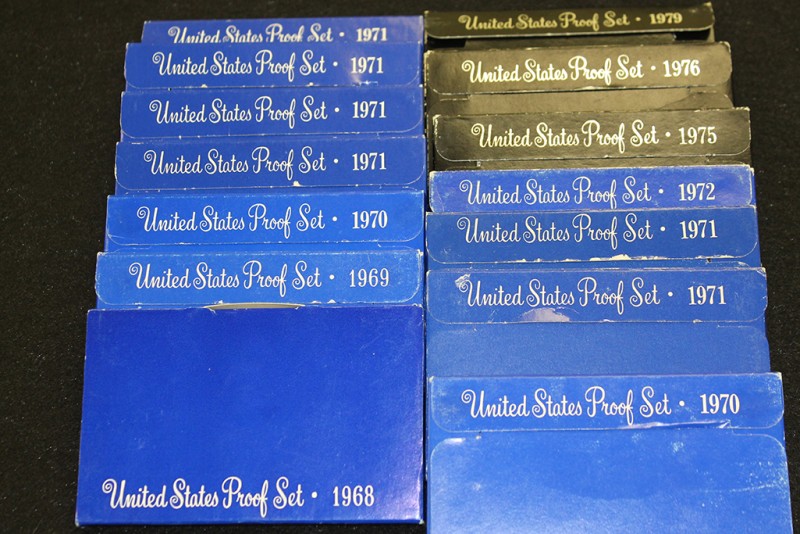 United States Proof Set • 1971
United States Proof Set • 1971
United States Proof Set • 1971
United States Proof Set • 1971
United States Proof Set • 1970
United States Proof Set • 1969
United States Proof Set • 1968
United States Proof Set • 1979
United States Proof Set • 1976
United States Proof Set • 1975
United States Proof Set • 1972
United States Proof Set • 1971
United States Proof Set • 1971
United States Proof Set • 1970